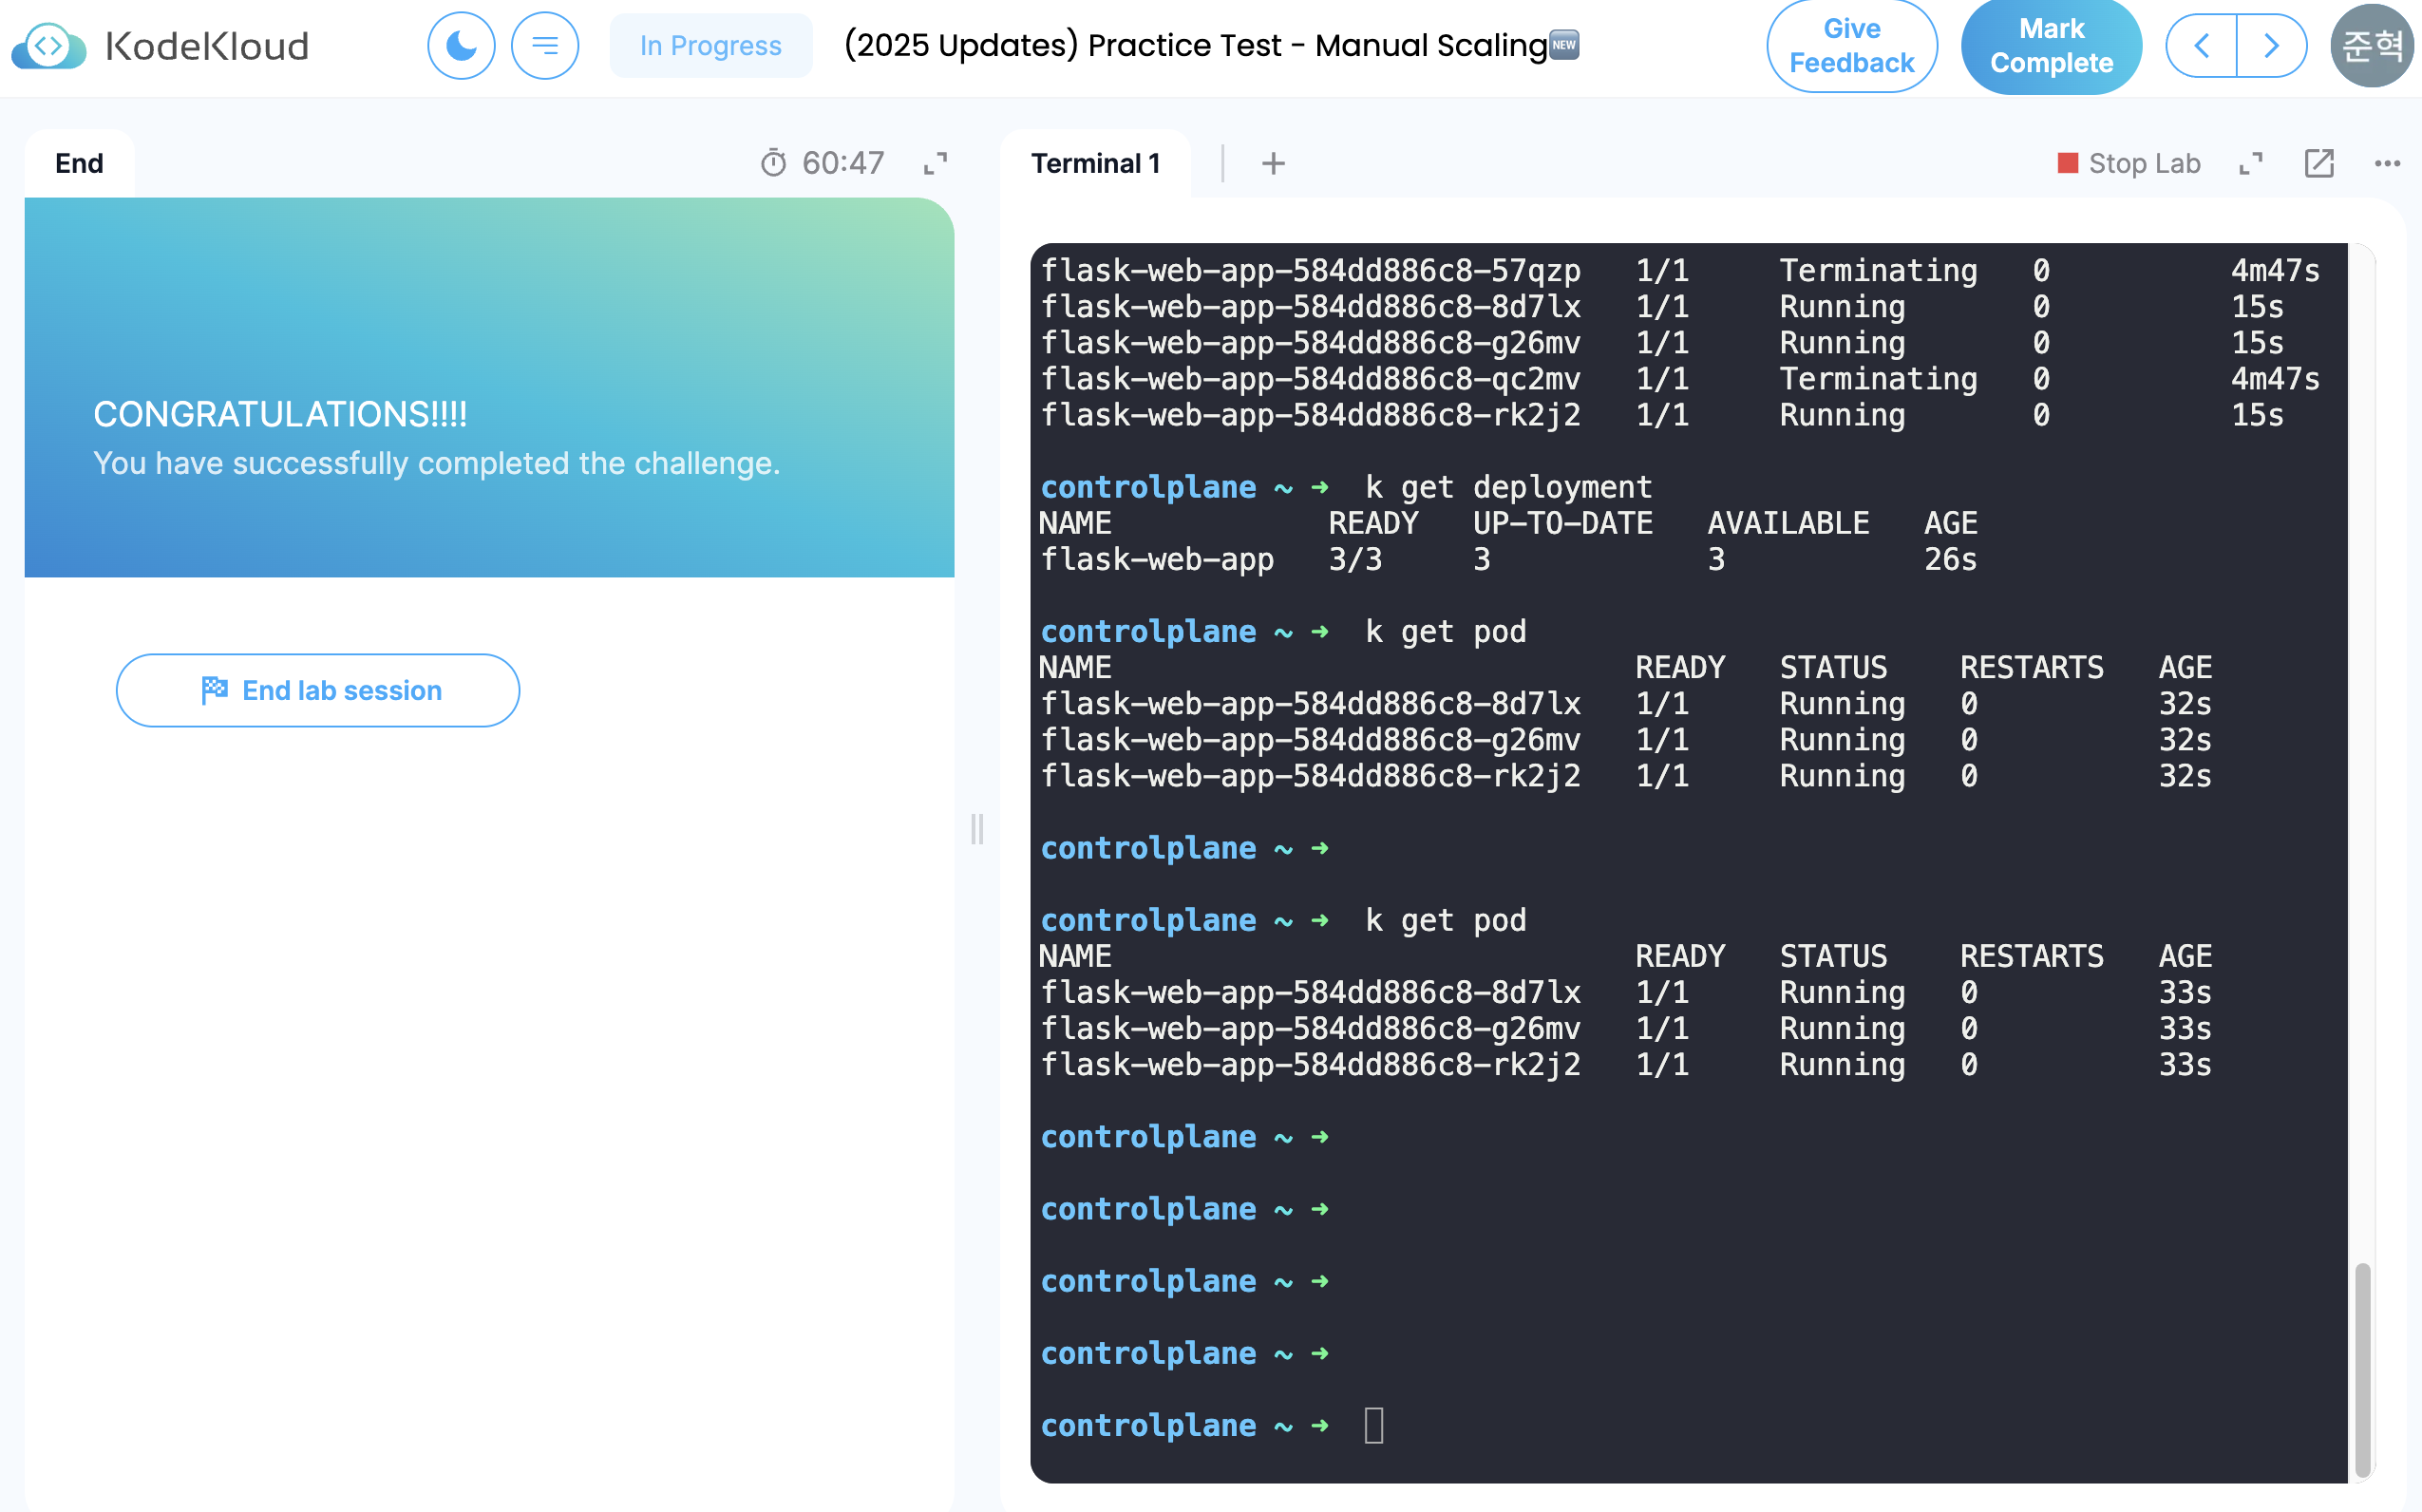 KodeKloud
In Progress
(2025 Updates) Practice Test - Manual Scaling🆕
Give Feedback
Mark Complete
준혁
End
60:47
CONGRATULATIONS!!!!
You have successfully completed the challenge.
End lab session
Terminal 1
+
Stop Lab
flask-web-app-584dd886c8-57qzp   1/1     Terminating   0          4m47s
flask-web-app-584dd886c8-8d7lx   1/1     Running       0          15s
flask-web-app-584dd886c8-g26mv   1/1     Running       0          15s
flask-web-app-584dd886c8-qc2mv   1/1     Terminating   0          4m47s
flask-web-app-584dd886c8-rk2j2   1/1     Running       0          15s
controlplane ~ ➜  k get deployment
NAME            READY   UP-TO-DATE   AVAILABLE   AGE
flask-web-app   3/3     3            3           26s
controlplane ~ ➜  k get pod
NAME                             READY   STATUS    RESTARTS   AGE
flask-web-app-584dd886c8-8d7lx   1/1     Running   0          32s
flask-web-app-584dd886c8-g26mv   1/1     Running   0          32s
flask-web-app-584dd886c8-rk2j2   1/1     Running   0          32s
controlplane ~ ➜
controlplane ~ ➜  k get pod
NAME                             READY   STATUS    RESTARTS   AGE
flask-web-app-584dd886c8-8d7lx   1/1     Running   0          33s
flask-web-app-584dd886c8-g26mv   1/1     Running   0          33s
flask-web-app-584dd886c8-rk2j2   1/1     Running   0          33s
controlplane ~ ➜
controlplane ~ ➜
controlplane ~ ➜
controlplane ~ ➜
controlplane ~ ➜